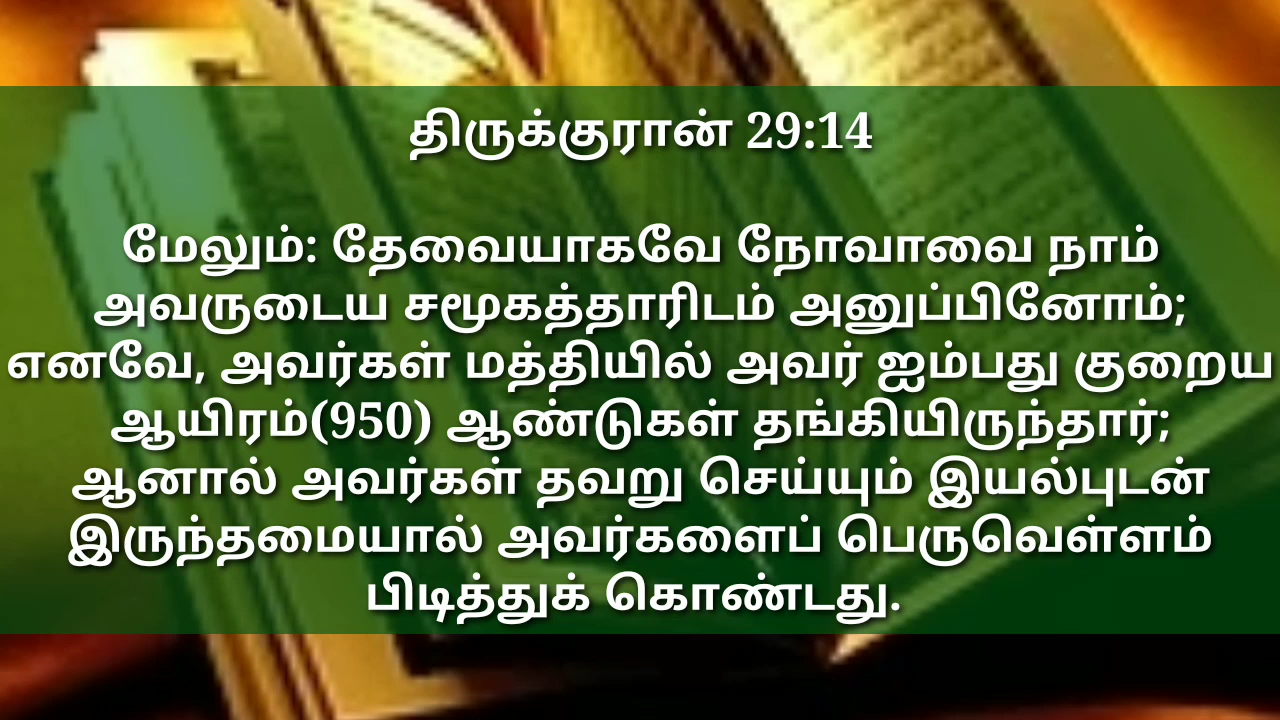 திருக்குரான் 29:14
மேலும்: தேவையாகவே நோவாவை நாம்
அவருடைய சமூகத்தாரிடம் அனுப்பினோம்;
எனவே, அவர்கள் மத்தியில் அவர் ஐம்பது குறைய
ஆயிரம்(950) ஆண்டுகள் தங்கியிருந்தார்;
ஆனால் அவர்கள் தவறு செய்யும் இயல்புடன்
இருந்தமையால் அவர்களைப் பெருவெள்ளம்
பிடித்துக் கொண்டது.